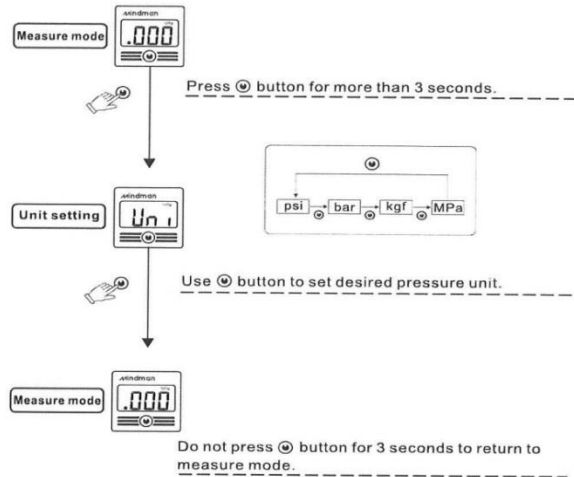 mindman
MPa
Measure mode
.000
Press button for more than 3 seconds.
mindman
Unit setting
Uni
psi bar kgf MPa
Use button to set desired pressure unit.
mindman
Measure mode
.000
Do not press button for 3 seconds to return to
measure mode.